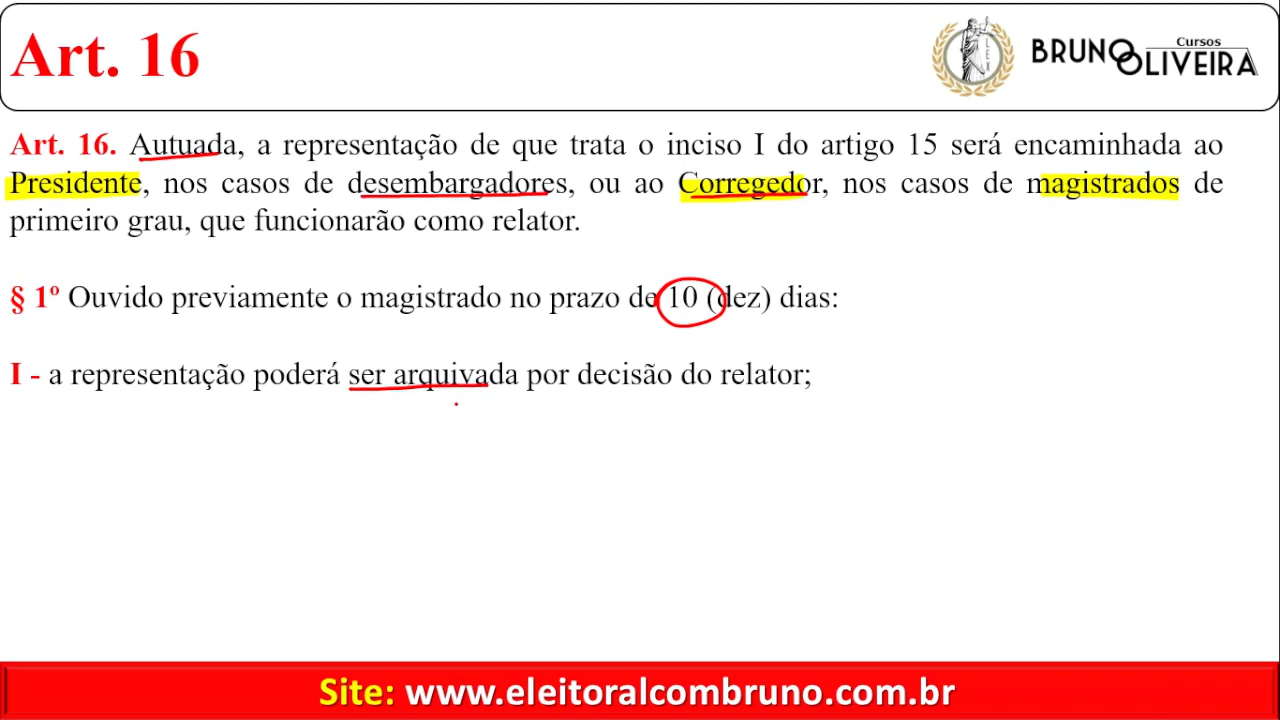 Art. 16
Cursos
BRUNO
OLIVEIRA
LEX
Art. 16. Autuada, a representação de que trata o inciso I do artigo 15 será encaminhada ao
Presidente, nos casos de desembargadores, ou ao Corregedor, nos casos de magistrados de
primeiro grau, que funcionarão como relator.
§ 1º Ouvido previamente o magistrado no prazo de 10 (dez) dias:
I - a representação poderá ser arquivada por decisão do relator;
Site: www.eleitoralcombruno.com.br